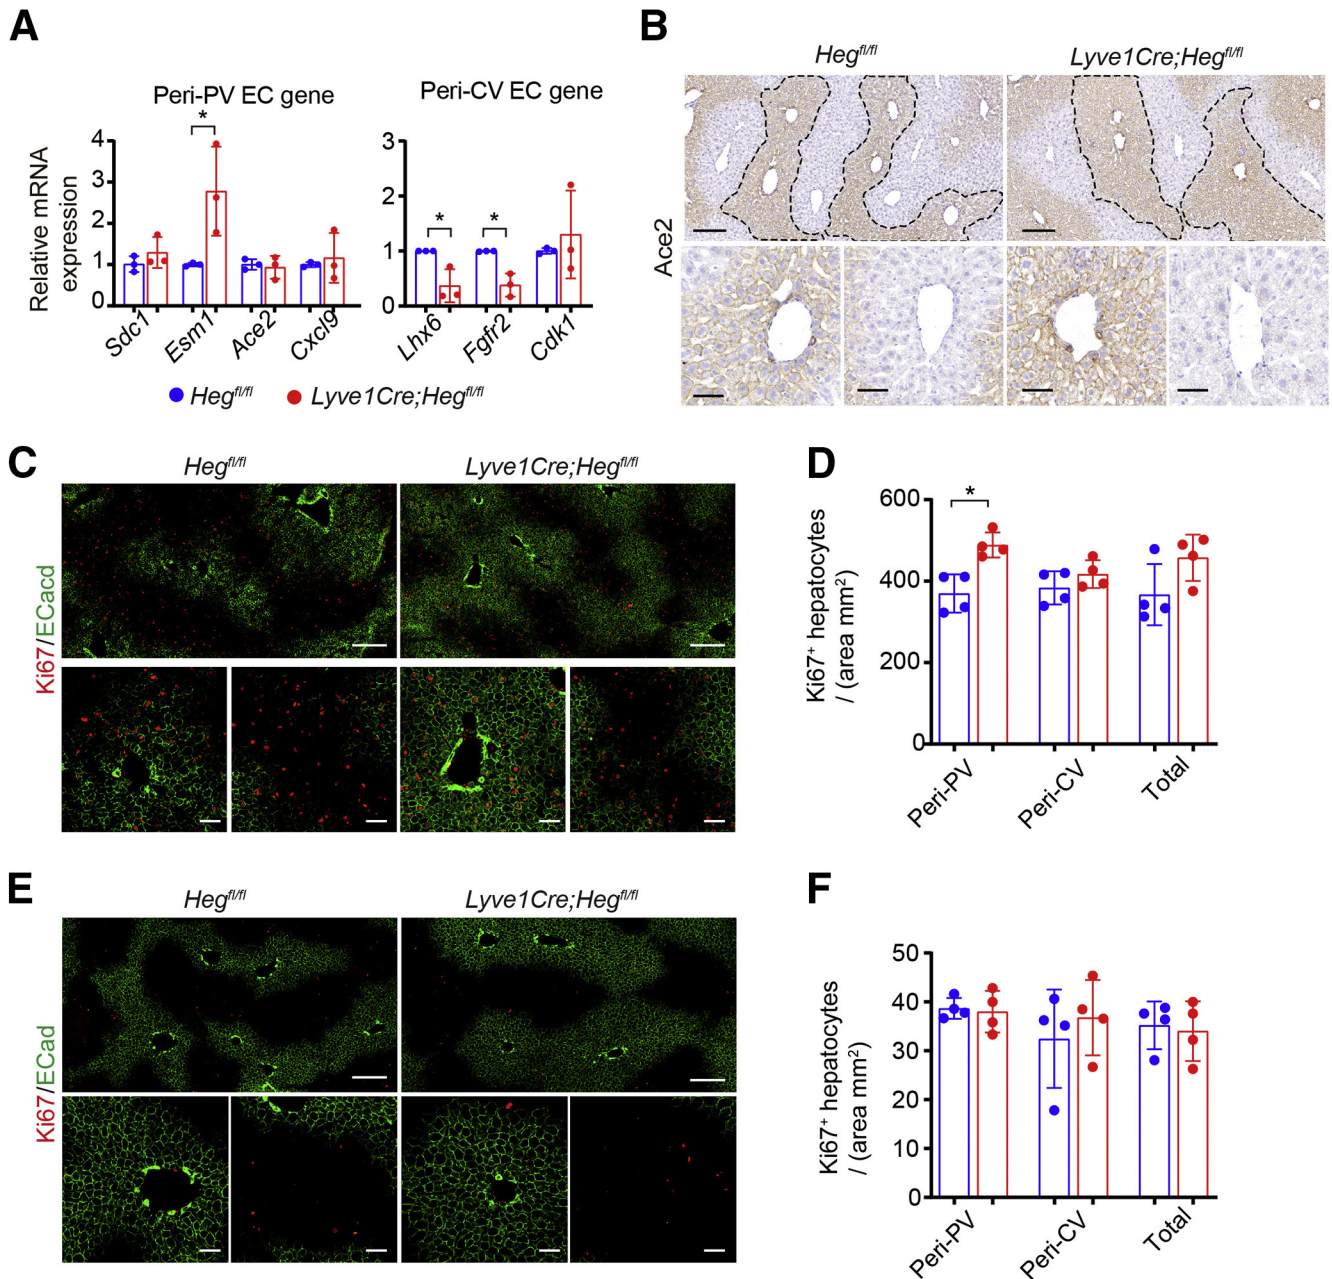 A
Peri-PV EC gene
Peri-CV EC gene
Relative mRNA
expression
4
3
2
1
0
*
Sdc1
Esm1
Ace2
Cxcl9
3
2
1
0
*
*
Lhx6
Fgfr2
Cdk1
Heg^fl/fl
Lyve1Cre;Heg^fl/fl
B
Heg^fl/fl
Lyve1Cre;Heg^fl/fl
Ace2
C
Heg^fl/fl
Lyve1Cre;Heg^fl/fl
Ki67/ECacd
D
Ki67⁺ hepatocytes
/ (area mm²)
600
400
200
0
*
Peri-PV
Peri-CV
Total
E
Heg^fl/fl
Lyve1Cre;Heg^fl/fl
Ki67/ECad
F
Ki67⁺ hepatocytes
/ (area mm²)
50
40
30
20
10
0
Peri-PV
Peri-CV
Total